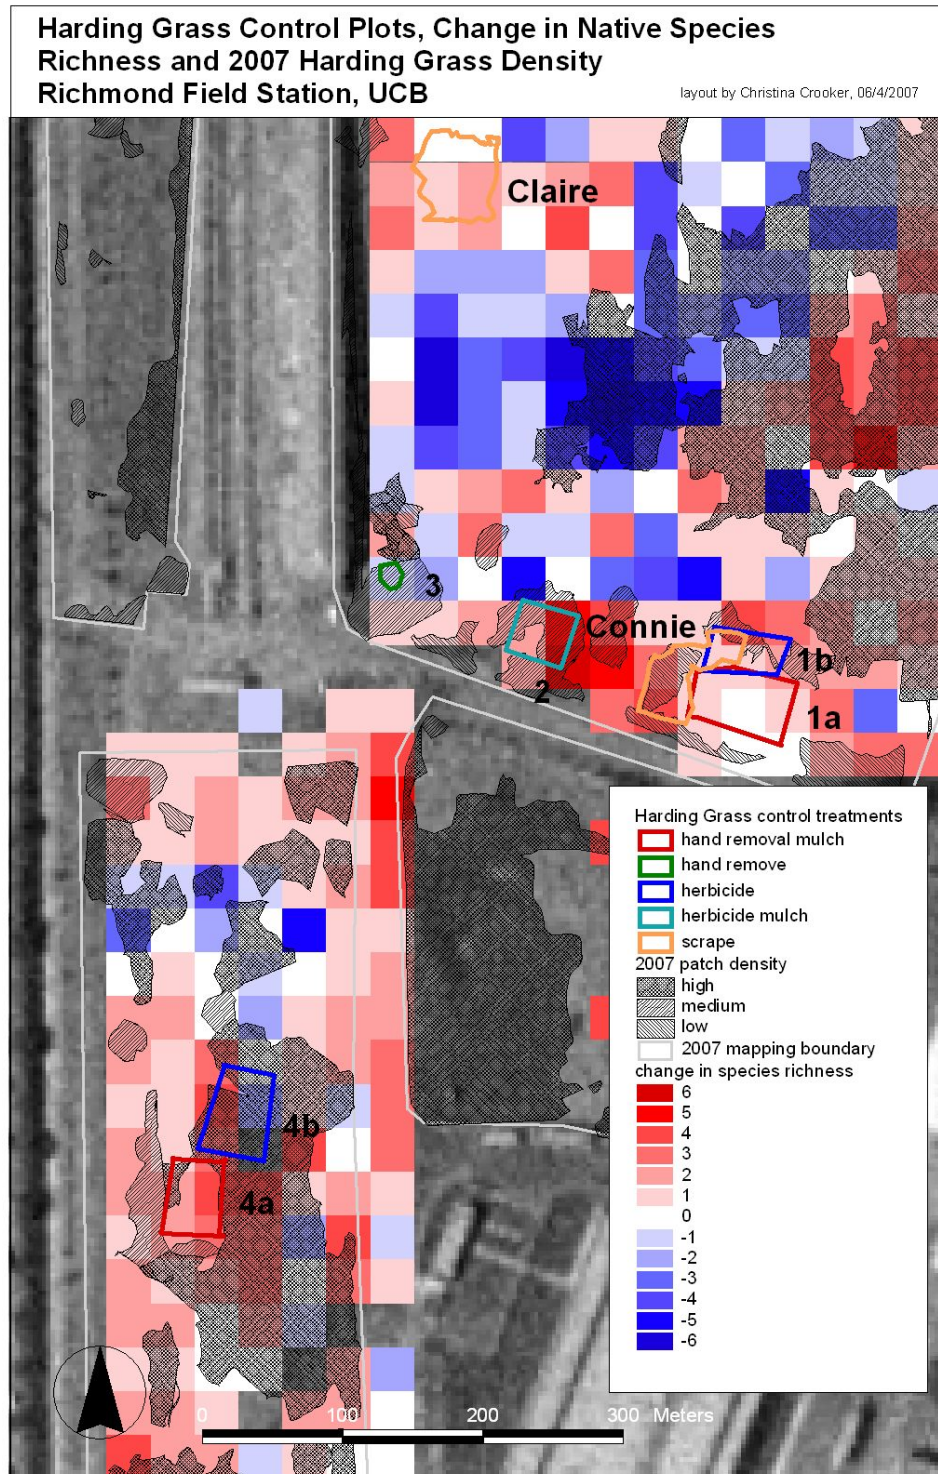 Harding Grass Control Plots, Change in Native Species
Richness and 2007 Harding Grass Density
Richmond Field Station, UCB
layout by Christina Crooker, 06/4/2007
Claire
3
Connie
2
1b
1a
4b
4a
Harding Grass control treatments
hand removal mulch
hand remove
herbicide
herbicide mulch
scrape
2007 patch density
high
medium
low
2007 mapping boundary
change in species richness
6
5
4
3
2
1
0
-1
-2
-3
-4
-5
-6
0 100 200 300 Meters